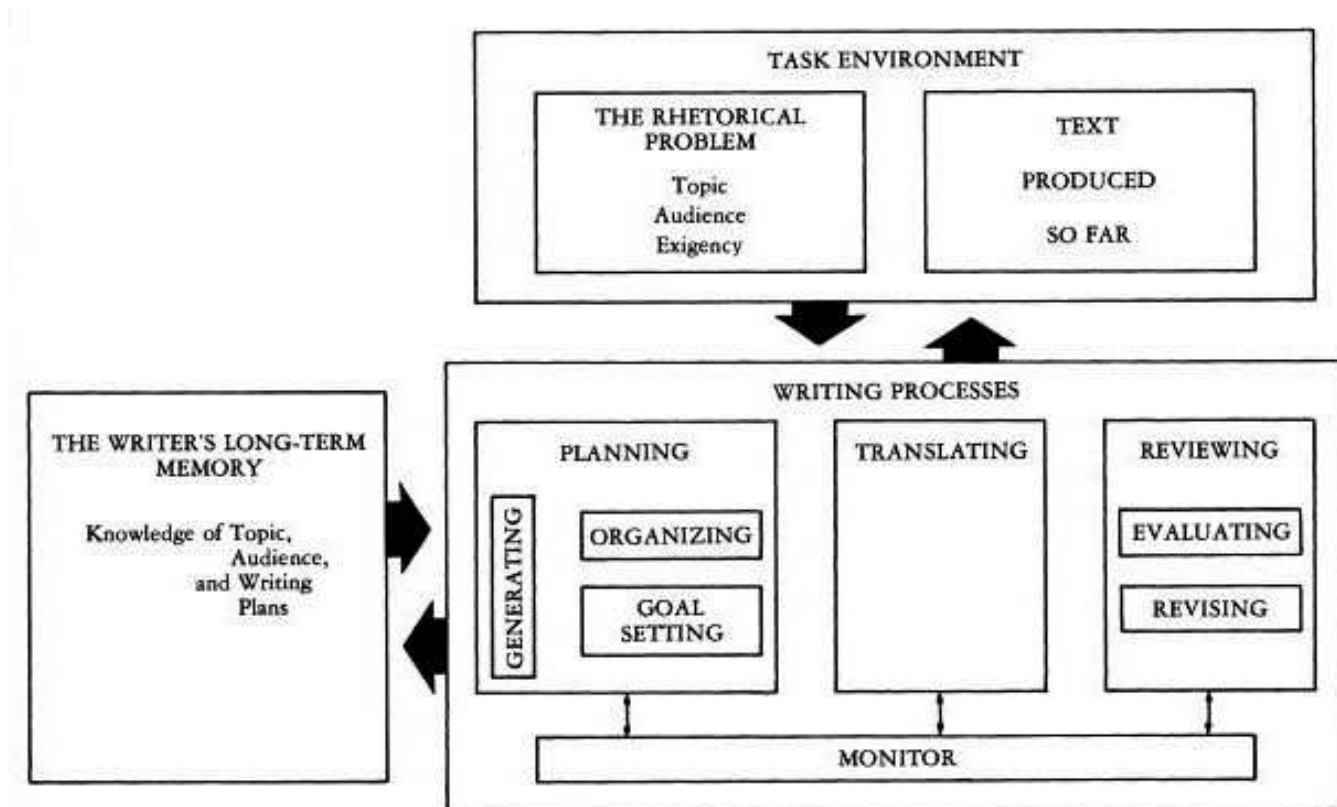 TASK ENVIRONMENT
THE RHETORICAL
PROBLEM
Topic
Audience
Exigency
TEXT
PRODUCED
SO FAR
THE WRITER'S LONG-TERM
MEMORY
Knowledge of Topic,
Audience,
and Writing
Plans
WRITING PROCESSES
PLANNING
GENERATING
ORGANIZING
GOAL
SETTING
TRANSLATING
REVIEWING
EVALUATING
REVISING
MONITOR